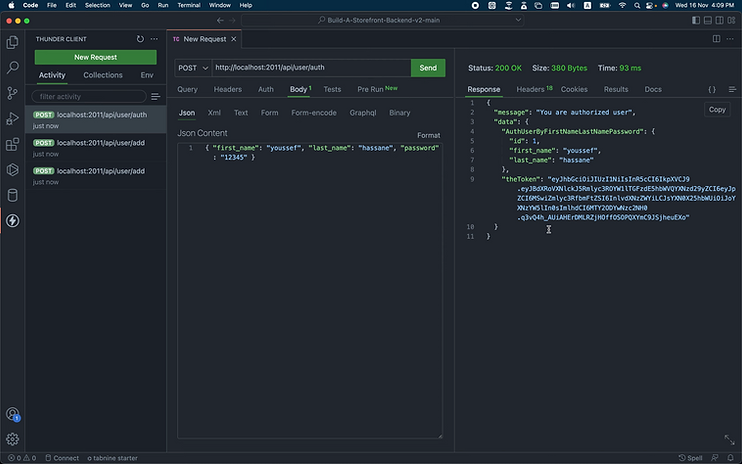 Code File Edit Selection View Go Run Terminal Window Help Wed 16 Nov 4:09 PM
Build-A-Storefront-Backend-v2-main
THUNDER CLIENT
New Request
Activity Collections Env
filter activity
POST localhost:2011/api/user/auth
just now
POST localhost:2011/api/user/add
just now
POST localhost:2011/api/user/add
just now
TC New Request
POST http://localhost:2011/api/user/auth Send
Query Headers Auth Body 1 Tests Pre Run New
Json Xml Text Form Form-encode Graphql Binary
Json Content Format
1 { "first_name": "youssef", "last_name": "hassane", "password"
: "12345" }
Status: 200 OK Size: 380 Bytes Time: 93 ms
Response Headers 18 Cookies Results Docs { }
Copy
1 {
2 "message": "You are authorized user",
3 "data": {
4 "AuthUserByFirstNameLastNamePassword": {
5 "id": 1,
6 "first_name": "youssef",
7 "last_name": "hassane"
8 },
9 "theToken":
10 }
11 }
1
0 0 Connect tabnine starter Spell